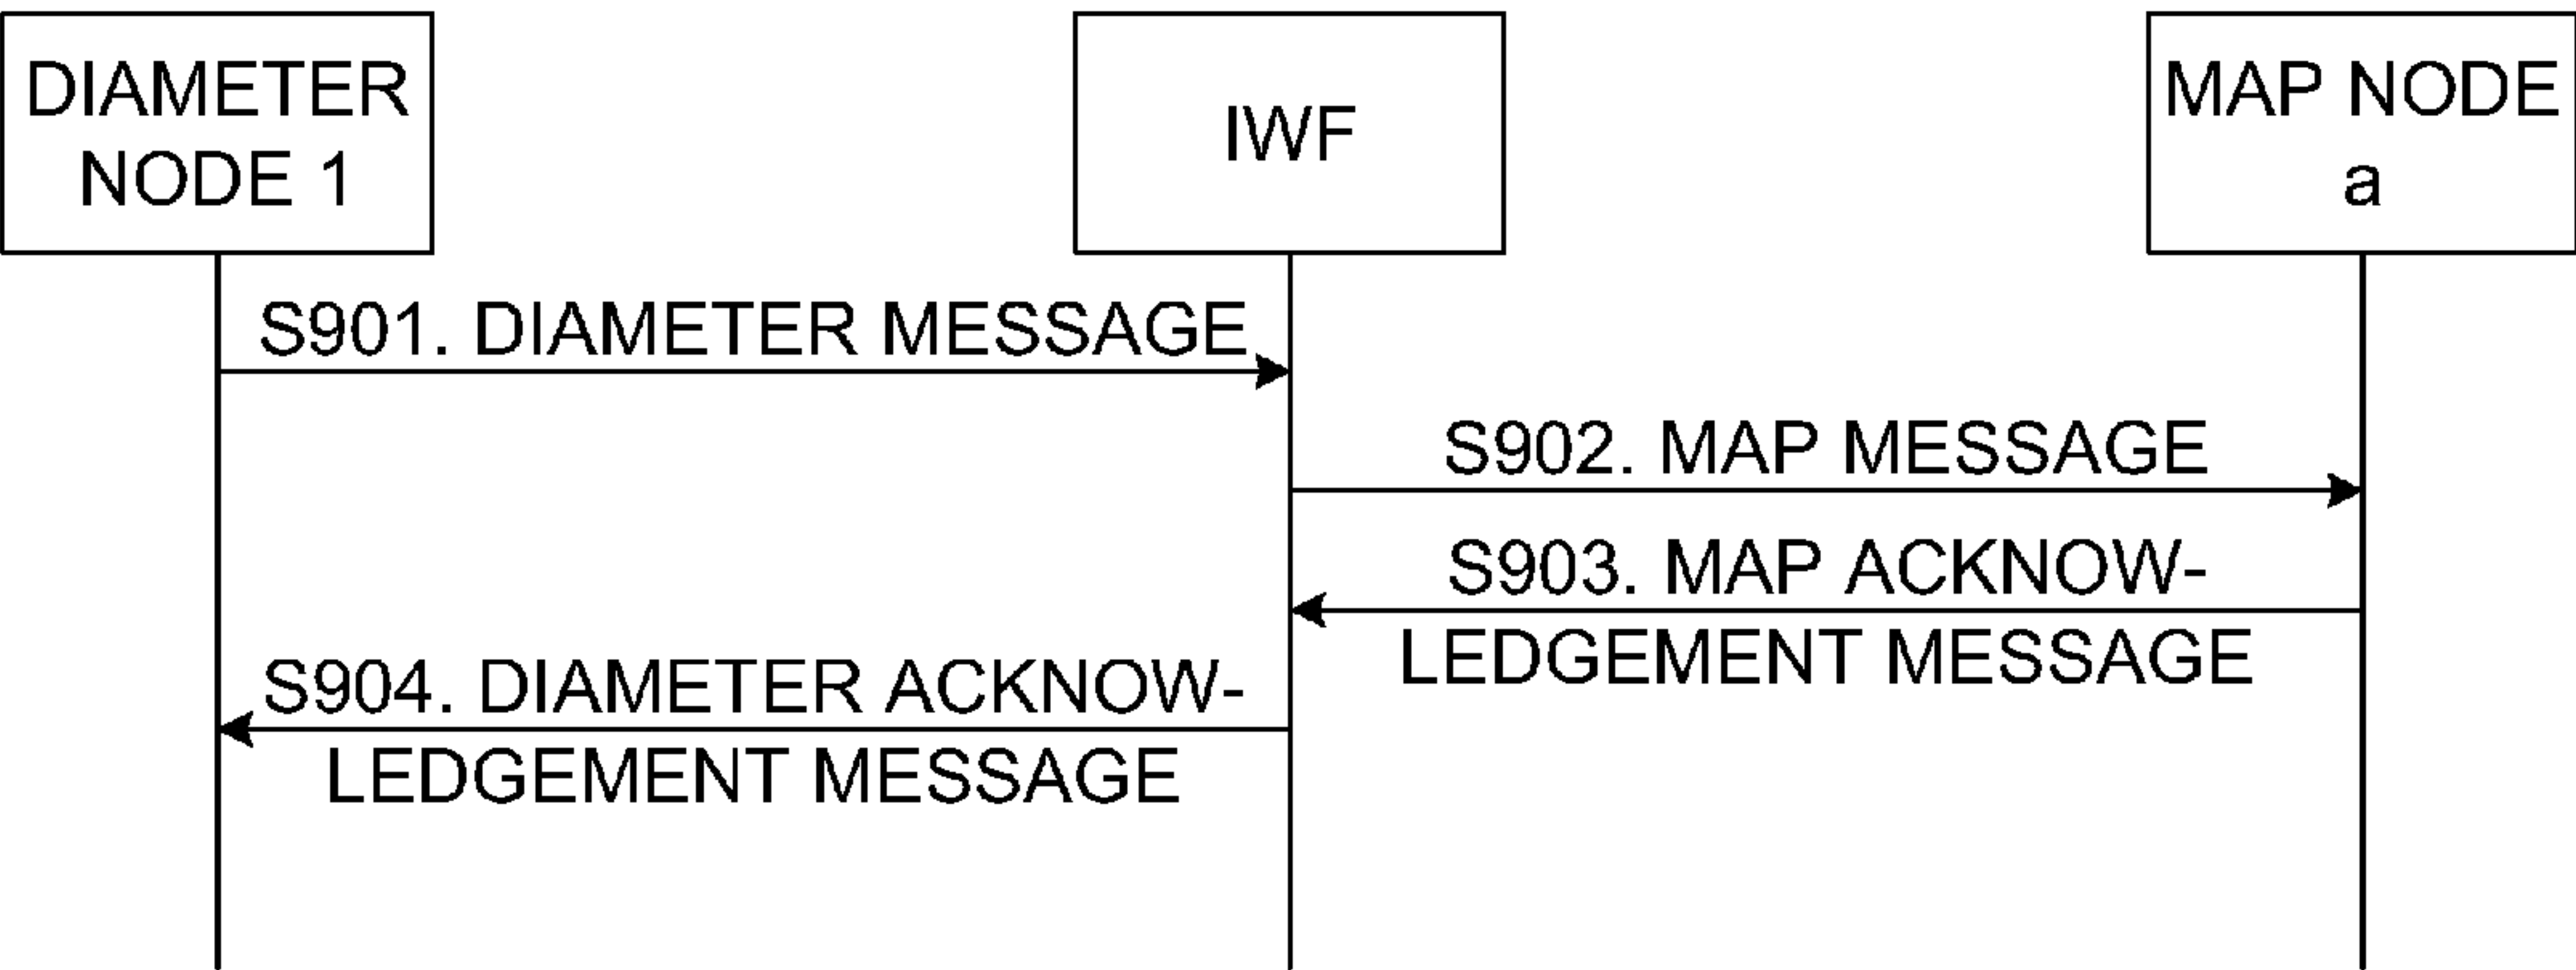 DIAMETER
NODE 1
IWF
MAP NODE
a
S901. DIAMETER MESSAGE
S902. MAP MESSAGE
S903. MAP ACKNOW-
LEDGEMENT MESSAGE
S904. DIAMETER ACKNOW-
LEDGEMENT MESSAGE